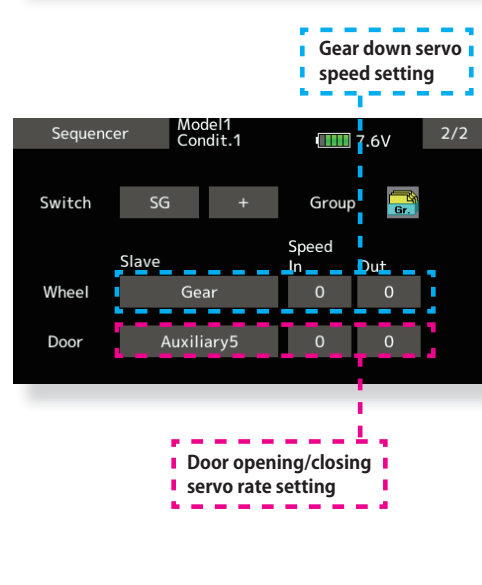 Gear down servo
speed setting
Sequencer Model1 7.6V 2/2
Condit.1
Switch SG + Group Gr.
Speed
Slave In Out
Wheel Gear 0 0
Door Auxiliary5 0 0
Door opening/closing
servo rate setting